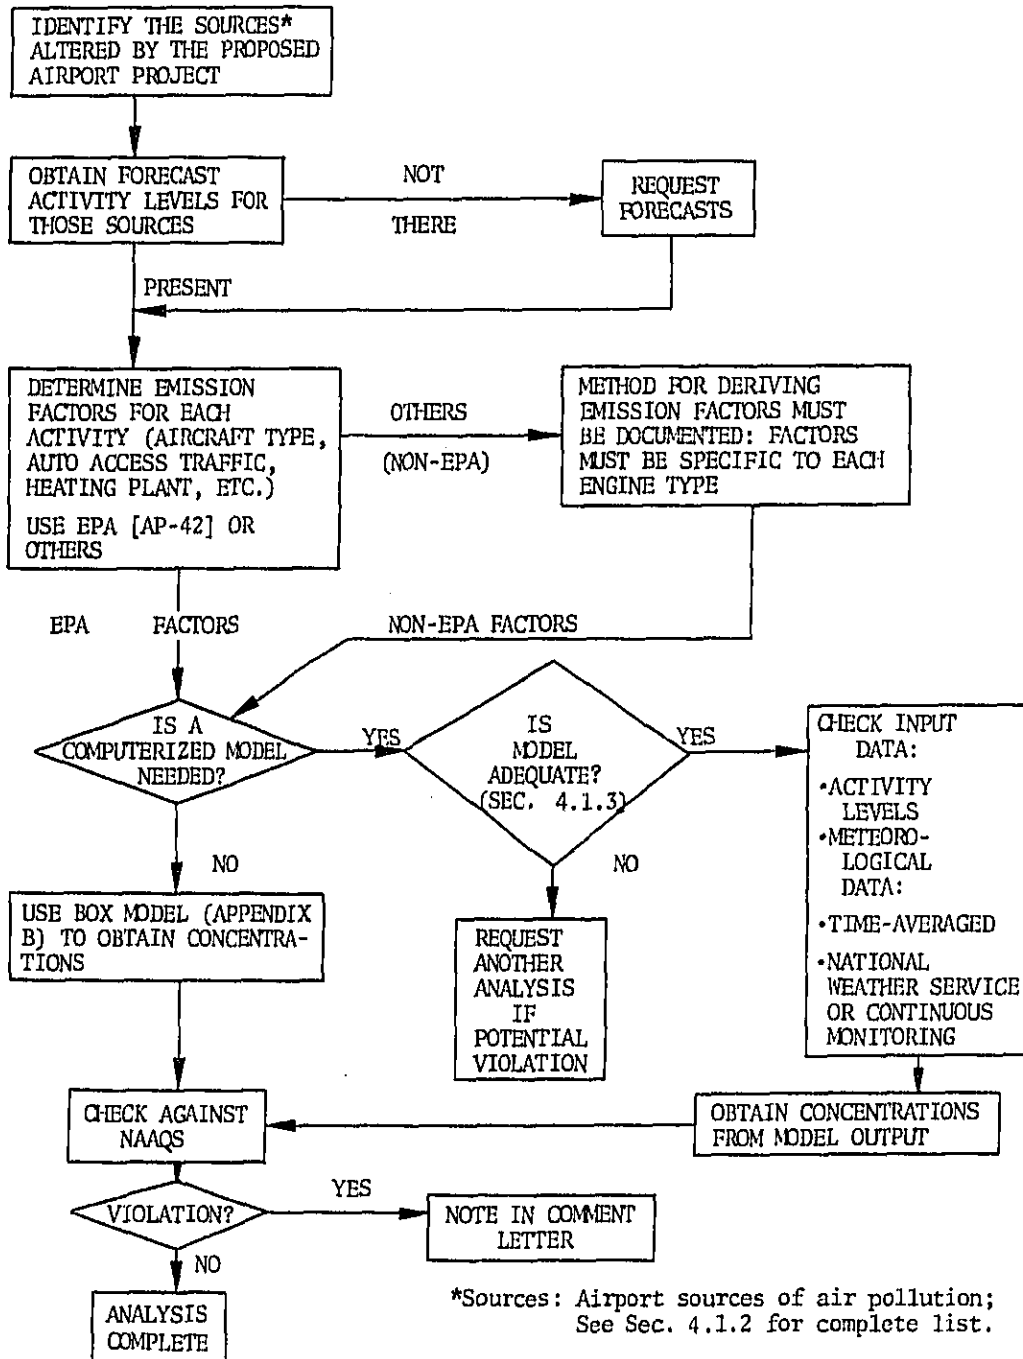 IDENTIFY THE SOURCES*
ALTERED BY THE PROPOSED
AIRPORT PROJECT
OBTAIN FORECAST
ACTIVITY LEVELS FOR
THOSE SOURCES
NOT
THERE
REQUEST
FORECASTS
PRESENT
DETERMINE EMISSION
FACTORS FOR EACH
ACTIVITY (AIRCRAFT TYPE,
AUTO ACCESS TRAFFIC,
HEATING PLANT, ETC.)
USE EPA [AP-42] OR
OTHERS
OTHERS
(NON-EPA)
METHOD FOR DERIVING
EMISSION FACTORS MUST
BE DOCUMENTED: FACTORS
MUST BE SPECIFIC TO EACH
ENGINE TYPE
EPA FACTORS
NON-EPA FACTORS
IS A
COMPUTERIZED MODEL
NEEDED?
YES
IS
MODEL
ADEQUATE?
(SEC. 4.1.3)
YES
CHECK INPUT
DATA:
•ACTIVITY
LEVELS
•METEORO-
LOGICAL
DATA:
•TIME-AVERAGED
•NATIONAL
WEATHER SERVICE
OR CONTINUOUS
MONITORING
NO
NO
USE BOX MODEL (APPENDIX
B) TO OBTAIN CONCENTRA-
TIONS
REQUEST
ANOTHER
ANALYSIS
IF
POTENTIAL
VIOLATION
CHECK AGAINST
NAAQS
OBTAIN CONCENTRATIONS
FROM MODEL OUTPUT
VIOLATION?
YES
NOTE IN COMMENT
LETTER
NO
ANALYSIS
COMPLETE
*Sources: Airport sources of air pollution;
See Sec. 4.1.2 for complete list.